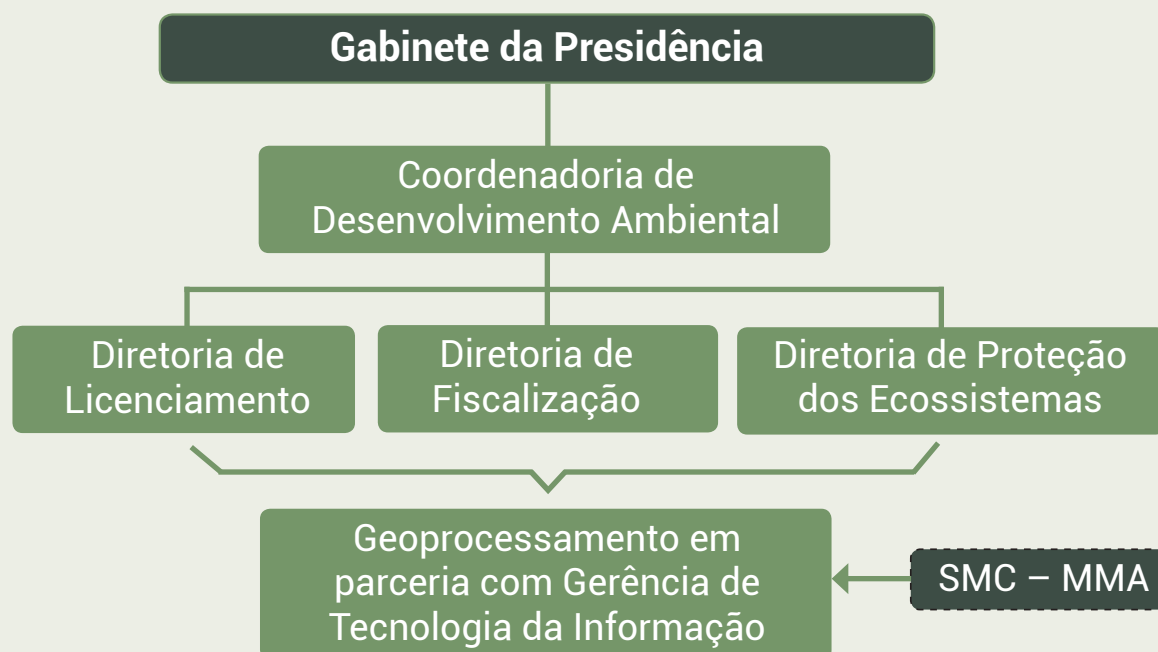 Gabinete da Presidência
Coordenadoria de
Desenvolvimento Ambiental
Diretoria de
Licenciamento
Diretoria de
Fiscalização
Diretoria de Proteção
dos Ecossistemas
Geoprocessamento em
parceria com Gerência de
Tecnologia da Informação
SMC – MMA